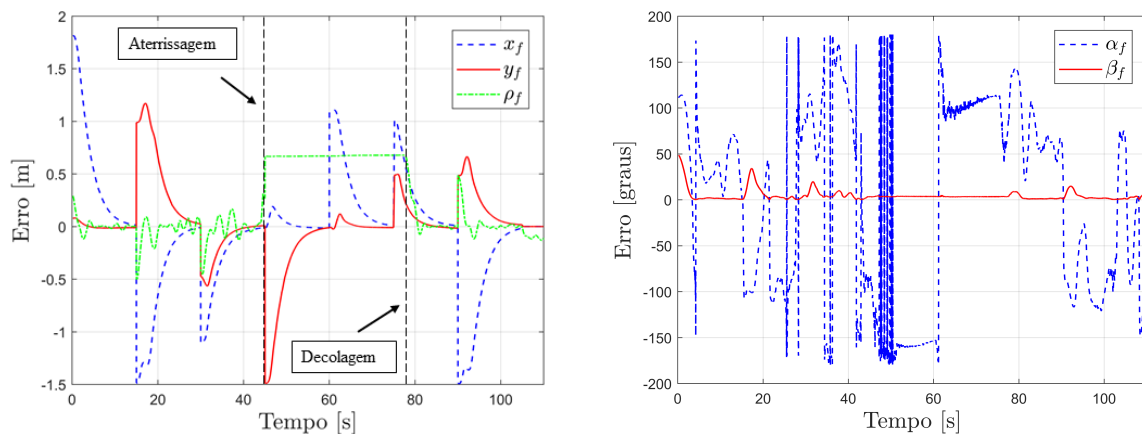 2
1.5
1
0.5
0
-0.5
-1
-1.5
Erro [m]
0
20
40
60
80
100
Tempo [s]
Aterrissagem
Decolagem
x_f
y_f
ρ_f
200
150
100
50
0
-50
-100
-150
-200
Erro [graus]
0
20
40
60
80
100
Tempo [s]
α_f
β_f